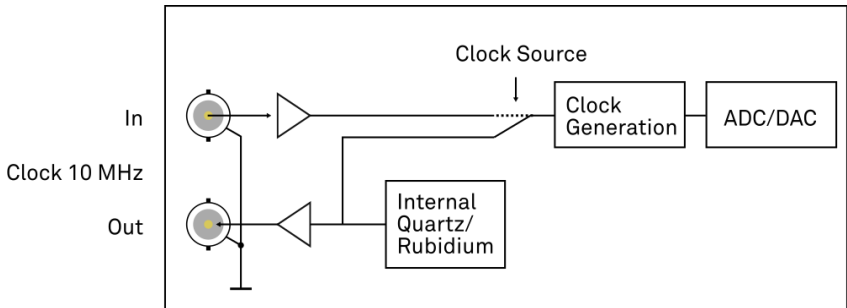 Clock Source
In
Clock
Generation
ADC/DAC
Clock 10 MHz
Internal
Quartz/
Rubidium
Out